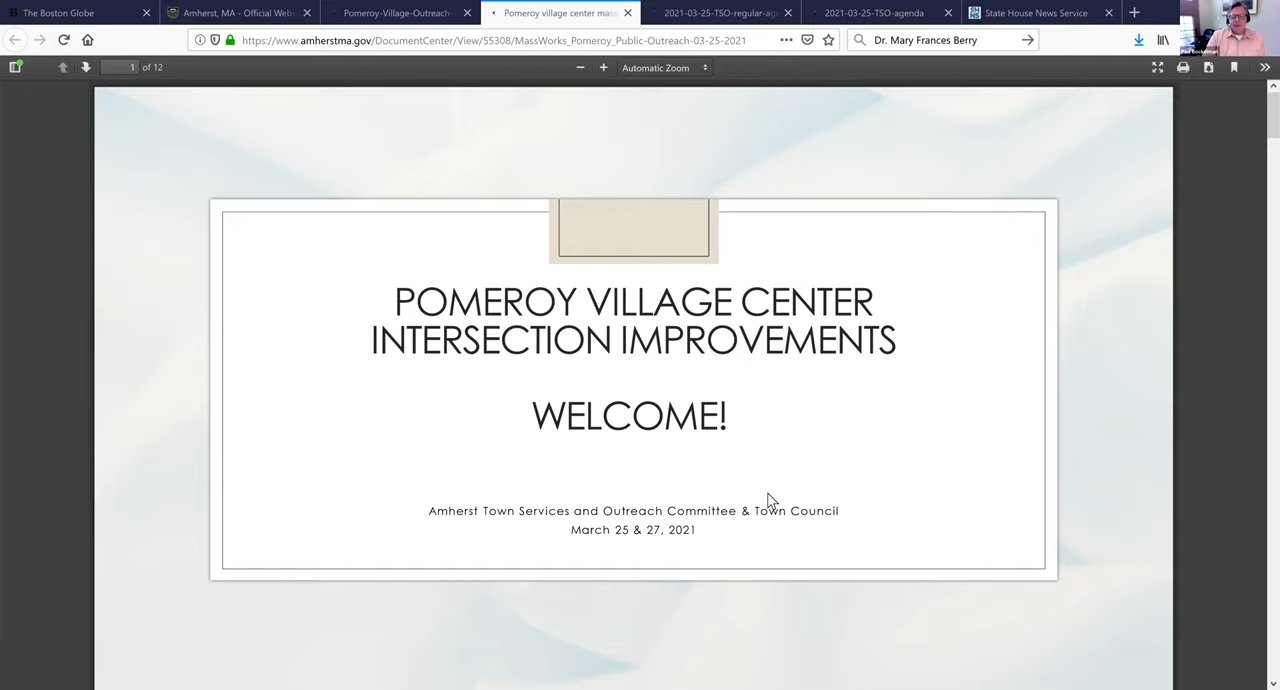 The Boston Globe
Amherst, MA - Official Web
Pomeroy-Village-Outreach-
Pomeroy village center mas
2021-03-25-TSO-regular-ag
2021-03-25-TSO-agenda
State House News Service
https://www.amherstma.gov/DocumentCenter/View/55308/MassWorks_Pomeroy_Public-Outreach-03-25-2021
Dr. Mary Frances Berry
1 of 12
Automatic Zoom
POMEROY VILLAGE CENTER
INTERSECTION IMPROVEMENTS
WELCOME!
Amherst Town Services and Outreach Committee & Town Council
March 25 & 27, 2021